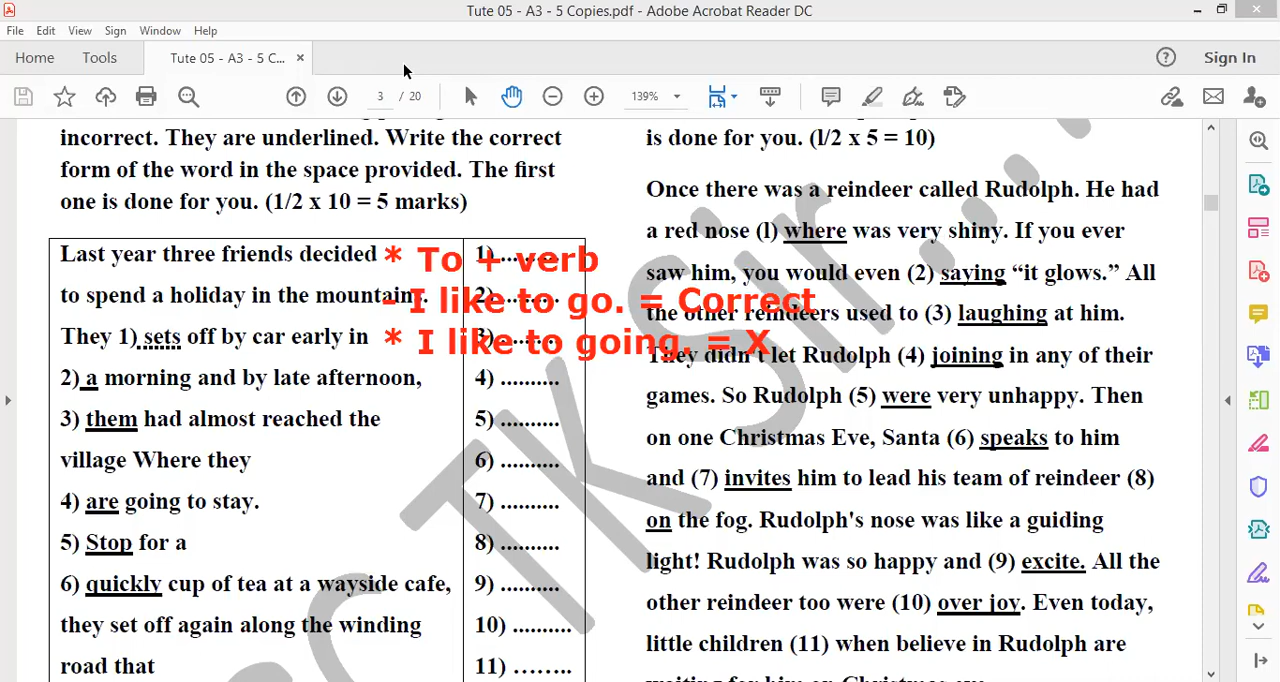 Tute 05 - A3 - 5 Copies.pdf - Adobe Acrobat Reader DC
File Edit View Sign Window Help
Home Tools Tute 05 - A3 - 5 C... × Sign In
3 / 20 139%
incorrect. They are underlined. Write the correct
form of the word in the space provided. The first
one is done for you. (1/2 x 10 = 5 marks)
Last year three friends decided
to spend a holiday in the mountains.
They 1) sets off by car early in
2) a morning and by late afternoon,
3) them had almost reached the
village Where they
4) are going to stay.
5) Stop for a
6) quickly cup of tea at a wayside cafe,
they set off again along the winding
road that
1) ..........
2) ..........
3) ..........
4) ..........
5) ..........
6) ..........
7) ..........
8) ..........
9) ..........
10) ..........
11) ........
* To + verb
- I like to go. = Correct
* I like to going. = X
is done for you. (l/2 x 5 = 10)
Once there was a reindeer called Rudolph. He had
a red nose (l) where was very shiny. If you ever
saw him, you would even (2) saying “it glows.” All
the other reindeers used to (3) laughing at him.
They didn't let Rudolph (4) joining in any of their
games. So Rudolph (5) were very unhappy. Then
on one Christmas Eve, Santa (6) speaks to him
and (7) invites him to lead his team of reindeer (8)
on the fog. Rudolph's nose was like a guiding
light! Rudolph was so happy and (9) excite. All the
other reindeer too were (10) over joy. Even today,
little children (11) when believe in Rudolph are
TK Sir